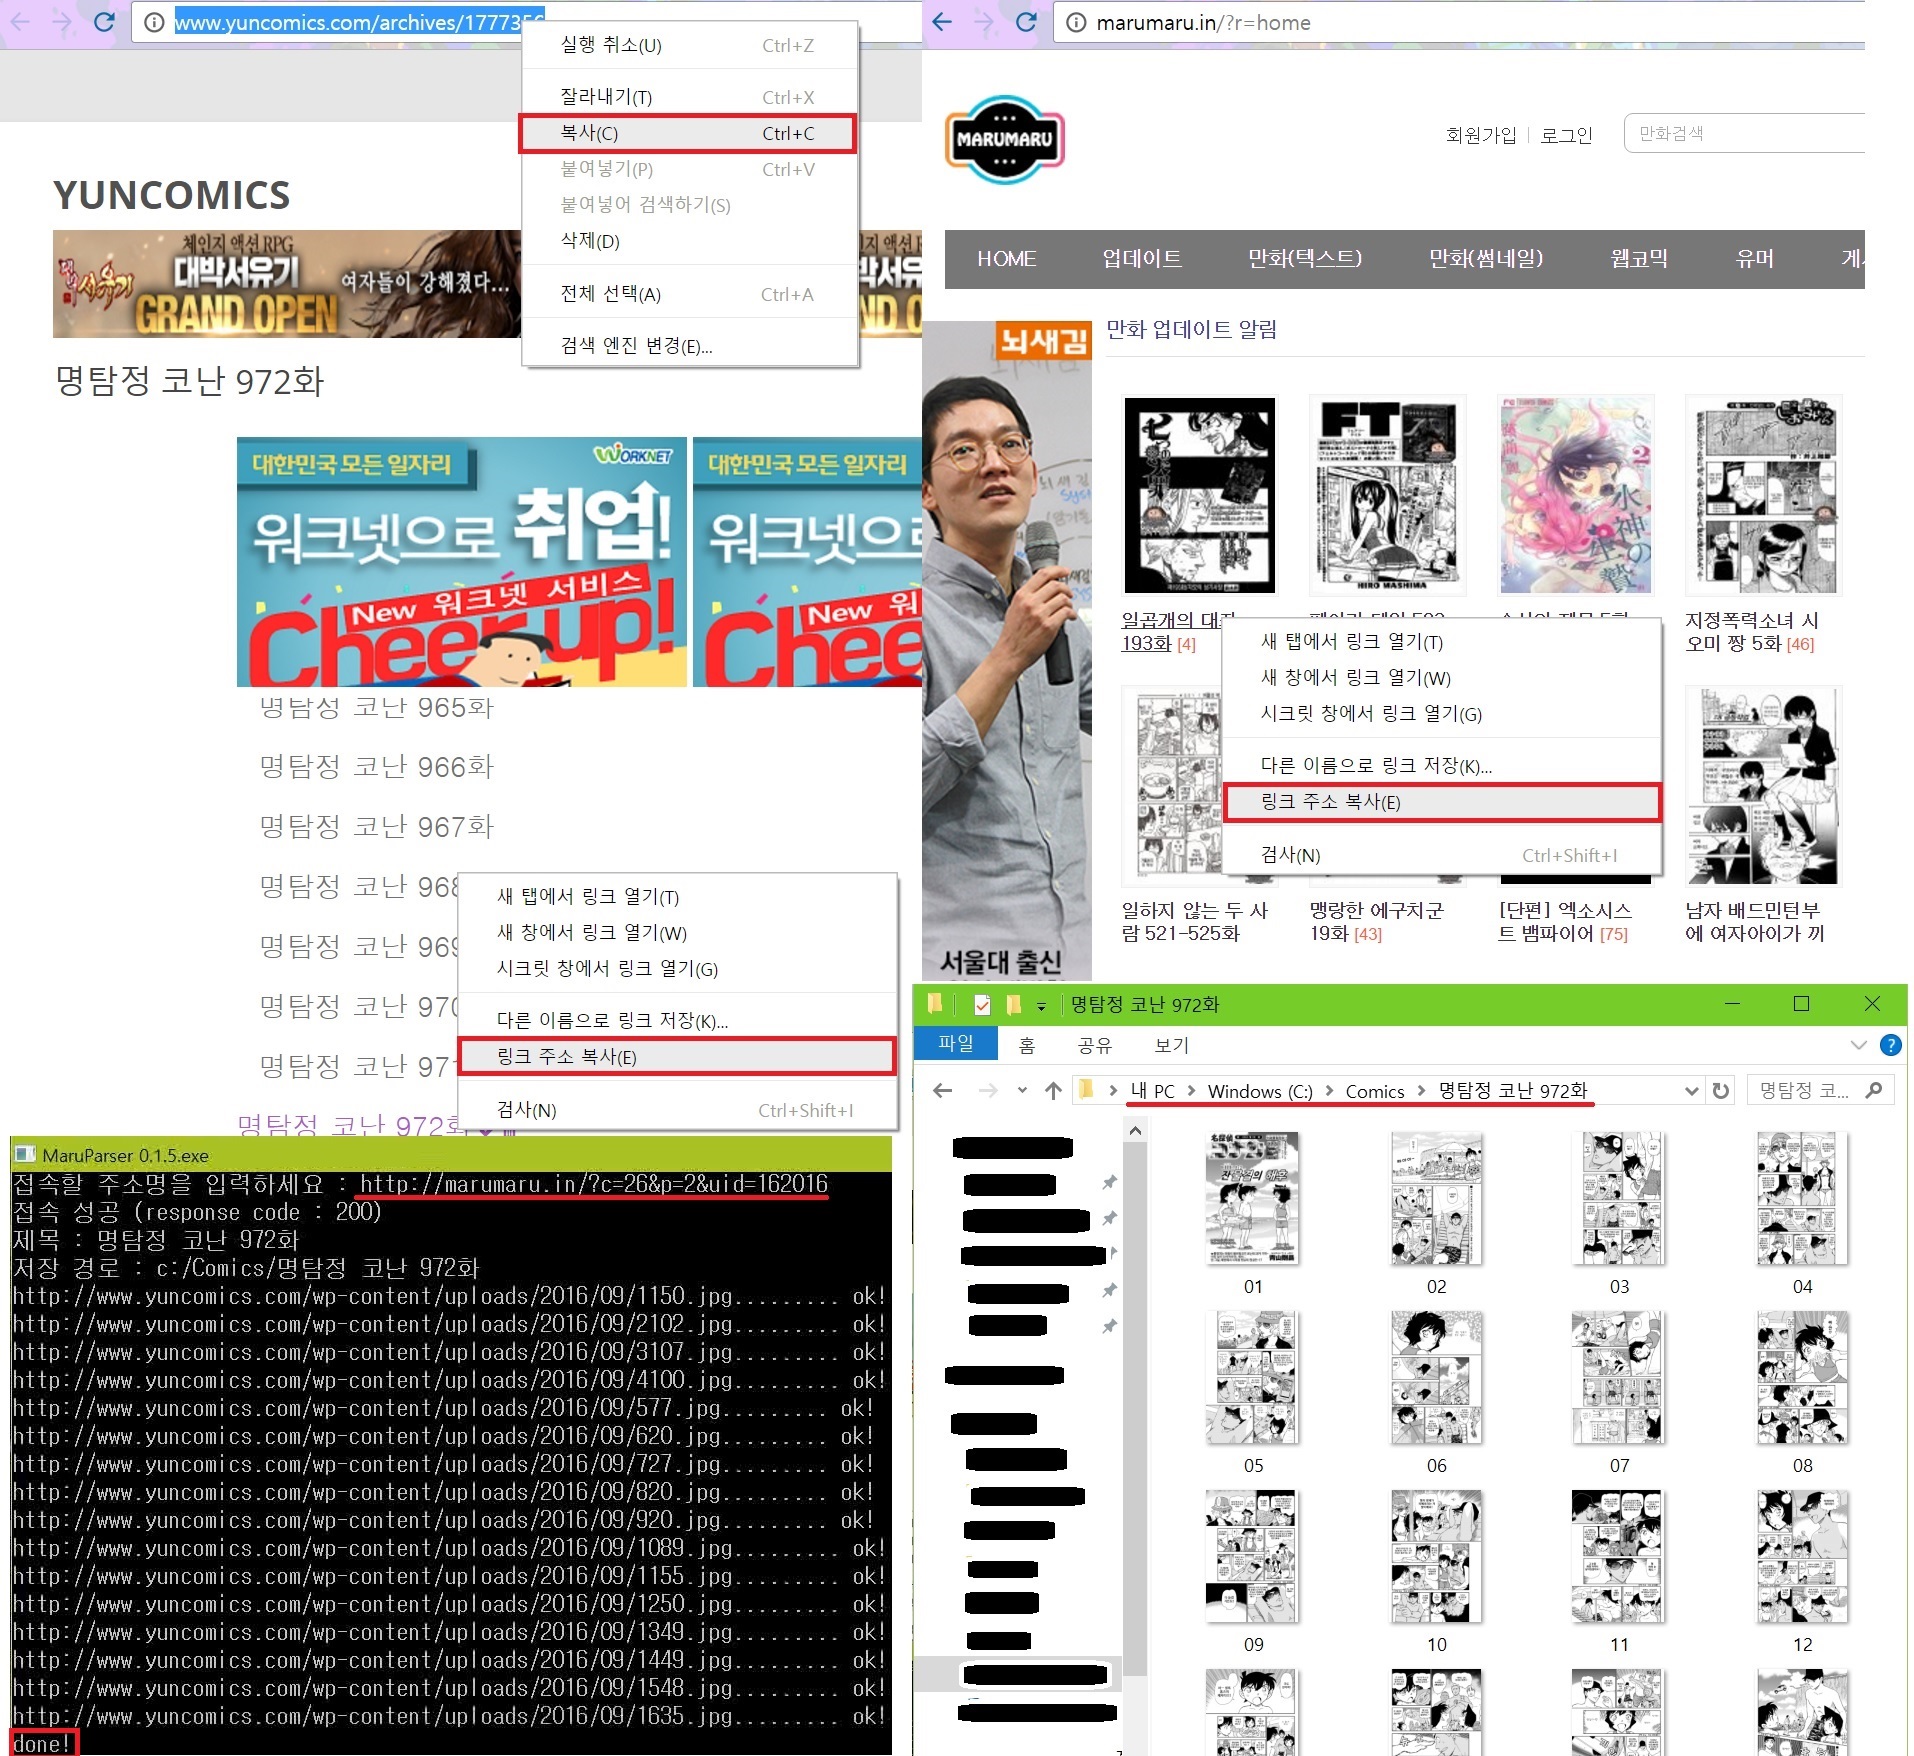 www.yuncomics.com/archives/1777356
실행 취소(U) Ctrl+Z
잘라내기(T) Ctrl+X
복사(C) Ctrl+C
붙여넣기(P) Ctrl+V
붙여넣어 검색하기(S)
삭제(D)
전체 선택(A) Ctrl+A
검색 엔진 변경(E)...
YUNCOMICS
체인지 액션RPG
대박서유기
GRAND OPEN
여자들이 강해졌다...
명탐정 코난 972화
대한민국 모든 일자리
WORKNET
워크넷으로 취업!
New 워크넷 서비스
Cheer up!
대한민국 모든 일자리
명탐정 코난 965화
명탐정 코난 966화
명탐정 코난 967화
명탐정 코난 968
명탐정 코난 969
명탐정 코난 970
명탐정 코난 971
명탐정 코난 972화
새 탭에서 링크 열기(T)
새 창에서 링크 열기(W)
시크릿 창에서 링크 열기(G)
다른 이름으로 링크 저장(K)...
링크 주소 복사(E)
검사(N) Ctrl+Shift+I
marumaru.in/?r=home
MARUMARU
회원가입 로그인 만화검색
HOME 업데이트 만화(텍스트) 만화(썸네일) 웹코믹 유머
뇌새김
서울대 출신
만화 업데이트 알림
FT
HIRO MASHIMA
일곱개의 대죄
193화 [4]
지정폭력소녀 시
오미 짱 5화 [46]
새 탭에서 링크 열기(T)
새 창에서 링크 열기(W)
시크릿 창에서 링크 열기(G)
다른 이름으로 링크 저장(K)...
링크 주소 복사(E)
검사(N) Ctrl+Shift+I
일하지 않는 두 사
람 521-525화
맹랑한 에구치군
19화 [43]
[단편] 엑소시스
트 뱀파이어 [75]
남자 배드민턴부
에 여자아이가 끼
MaruParser 0.1.5.exe
접속할 주소명을 입력하세요 : http://marumaru.in/?c=26&p=2&uid=162016
접속 성공 (response code : 200)
제목 : 명탐정 코난 972화
저장 경로 : c:/Comics/명탐정 코난 972화
http://www.yuncomics.com/wp-content/uploads/2016/09/1150.jpg......... ok!
http://www.yuncomics.com/wp-content/uploads/2016/09/2102.jpg......... ok!
http://www.yuncomics.com/wp-content/uploads/2016/09/3107.jpg......... ok!
http://www.yuncomics.com/wp-content/uploads/2016/09/4100.jpg......... ok!
http://www.yuncomics.com/wp-content/uploads/2016/09/577.jpg......... ok!
http://www.yuncomics.com/wp-content/uploads/2016/09/620.jpg......... ok!
http://www.yuncomics.com/wp-content/uploads/2016/09/727.jpg......... ok!
http://www.yuncomics.com/wp-content/uploads/2016/09/820.jpg......... ok!
http://www.yuncomics.com/wp-content/uploads/2016/09/920.jpg......... ok!
http://www.yuncomics.com/wp-content/uploads/2016/09/1089.jpg......... ok!
http://www.yuncomics.com/wp-content/uploads/2016/09/1155.jpg......... ok!
http://www.yuncomics.com/wp-content/uploads/2016/09/1250.jpg......... ok!
http://www.yuncomics.com/wp-content/uploads/2016/09/1349.jpg......... ok!
http://www.yuncomics.com/wp-content/uploads/2016/09/1449.jpg......... ok!
http://www.yuncomics.com/wp-content/uploads/2016/09/1548.jpg......... ok!
http://www.yuncomics.com/wp-content/uploads/2016/09/1635.jpg......... ok!
done!
명탐정 코난 972화
파일 홈 공유 보기
내 PC > Windows (C:) > Comics > 명탐정 코난 972화
명탐정 코...
01 02 03 04
05 06 07 08
09 10 11 12